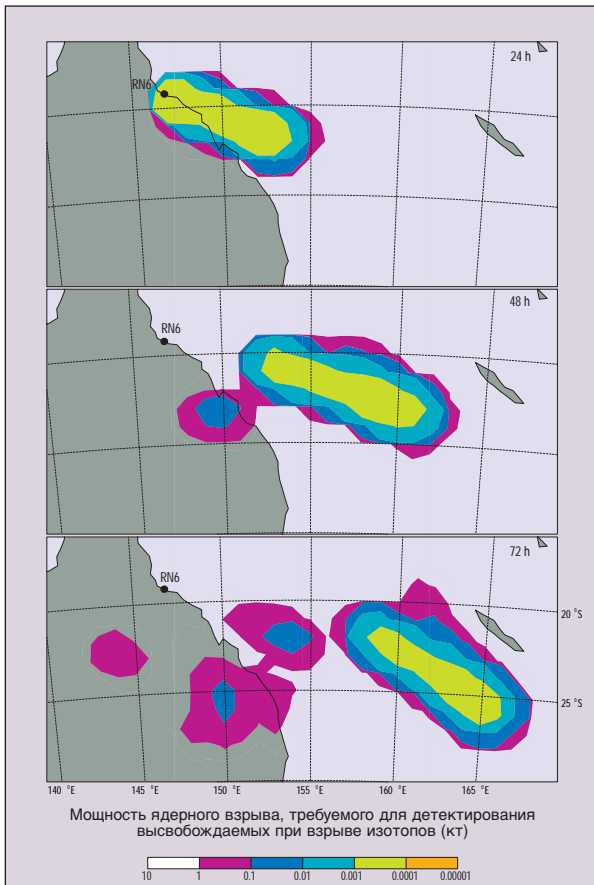 24 h
RN6
48 h
RN6
72 h
RN6
20 °S
25 °S
140 °E 145 °E 150 °E 155 °E 160 °E 165 °E
Мощность ядерного взрыва, требуемого для детектирования
высвобождаемых при взрыве изотопов (кт)
10 1 0.1 0.01 0.001 0.0001 0.00001